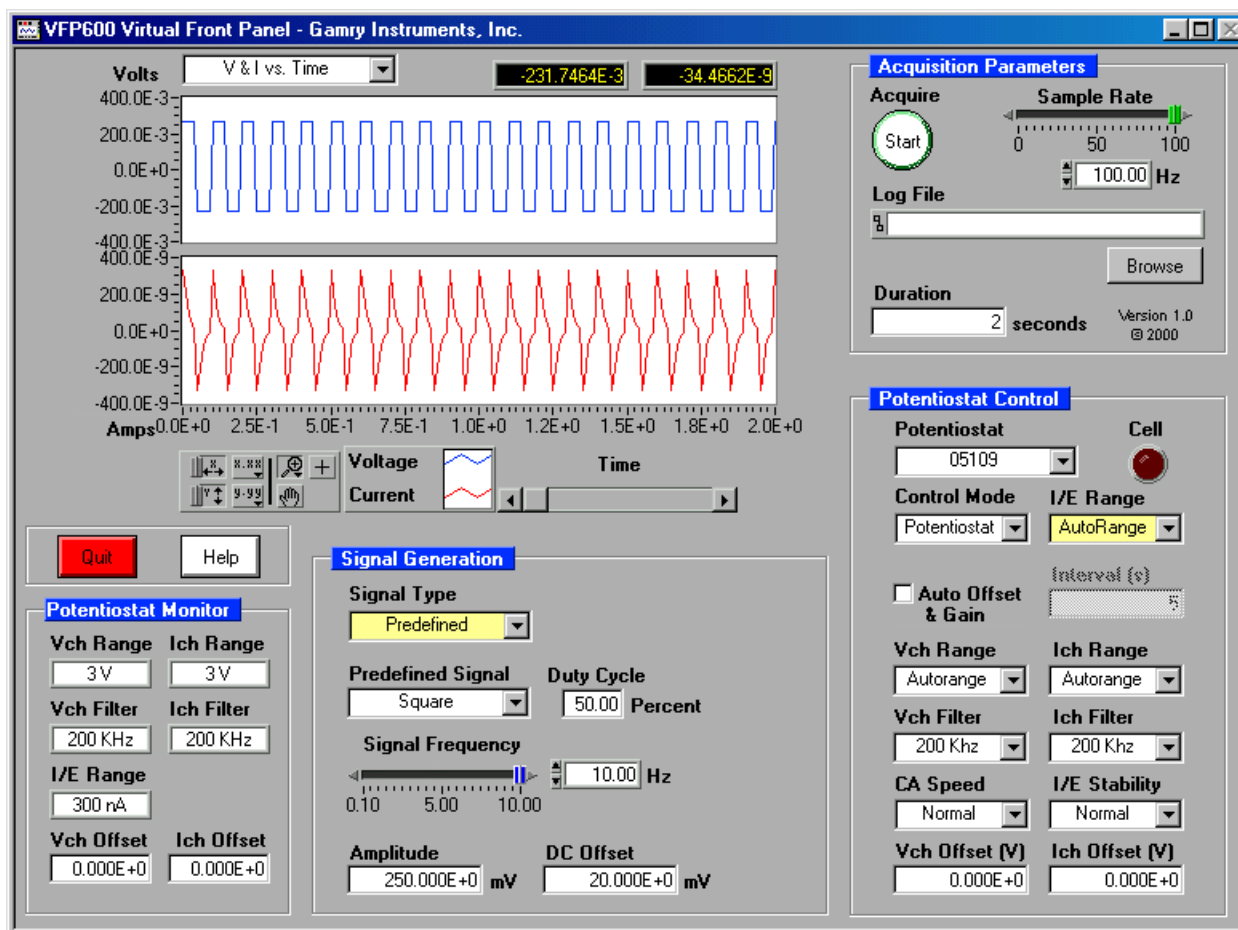 VFP600 Virtual Front Panel - Gamry Instruments, Inc.
Volts
V & I vs. Time
-231.7464E-3
-34.4662E-9
400.0E-3
200.0E-3
0.0E+0
-200.0E-3
-400.0E-3
400.0E-9
200.0E-9
0.0E+0
-200.0E-9
-400.0E-9
Amps
0.0E+0 2.5E-1 5.0E-1 7.5E-1 1.0E+0 1.2E+0 1.5E+0 1.8E+0 2.0E+0
X
X.XX
Y
Y.YY
Voltage
Current
Time
Quit
Help
Potentiostat Monitor
Vch Range Ich Range
3 V 3 V
Vch Filter Ich Filter
200 KHz 200 KHz
I/E Range
300 nA
Vch Offset Ich Offset
0.000E+0 0.000E+0
Signal Generation
Signal Type
Predefined
Predefined Signal Duty Cycle
Square 50.00 Percent
Signal Frequency
10.00 Hz
0.10 5.00 10.00
Amplitude DC Offset
250.000E+0 mV 20.000E+0 mV
Acquisition Parameters
Acquire Sample Rate
Start
0 50 100
100.00 Hz
Log File
Browse
Duration
2 seconds
Version 1.0
© 2000
Potentiostat Control
Potentiostat Cell
05109
Control Mode I/E Range
Potentiostat AutoRange
Auto Offset
& Gain
Interval (s)
5
Vch Range Ich Range
Autorange Autorange
Vch Filter Ich Filter
200 Khz 200 Khz
CA Speed I/E Stability
Normal Normal
Vch Offset (V) Ich Offset (V)
0.000E+0 0.000E+0